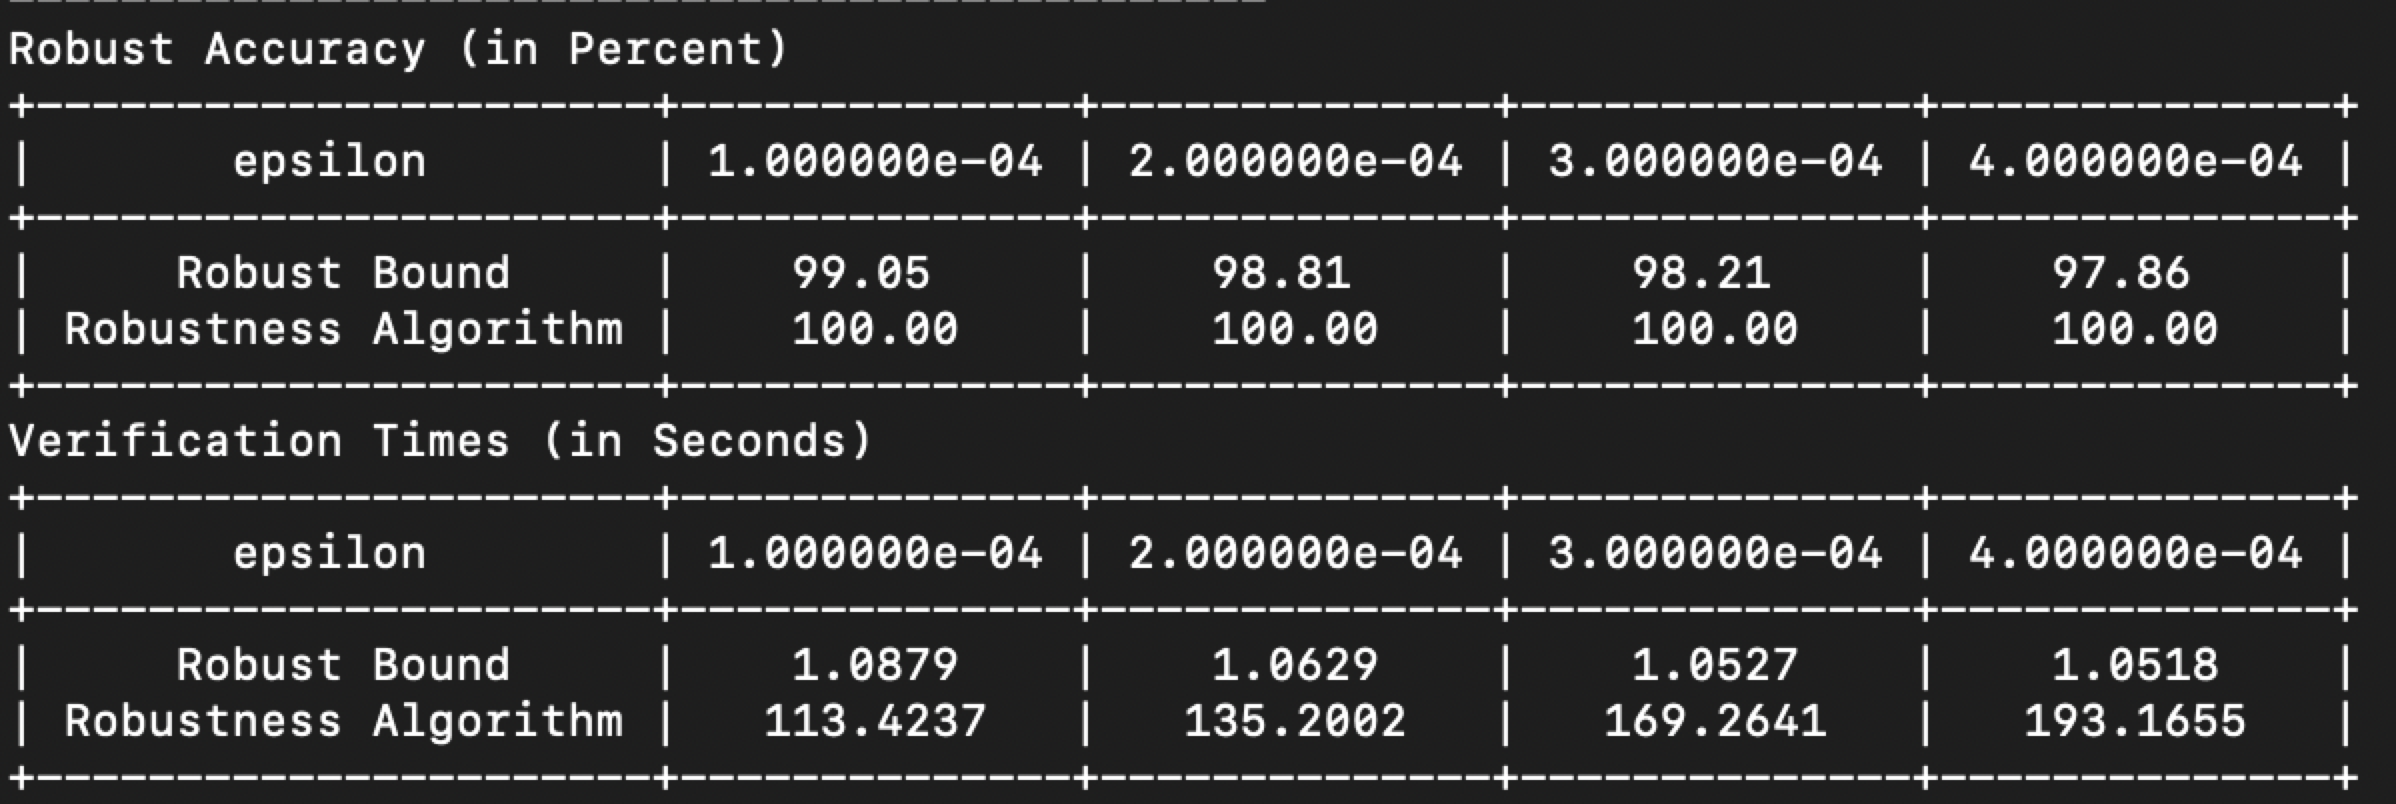 Robust Accuracy (in Percent)
+----------------------+--------------+--------------+--------------+--------------+
|       epsilon        | 1.000000e-04 | 2.000000e-04 | 3.000000e-04 | 4.000000e-04 |
+----------------------+--------------+--------------+--------------+--------------+
|     Robust Bound     |    99.05     |    98.81     |    98.21     |    97.86     |
| Robustness Algorithm |    100.00    |    100.00    |    100.00    |    100.00    |
+----------------------+--------------+--------------+--------------+--------------+
Verification Times (in Seconds)
+----------------------+--------------+--------------+--------------+--------------+
|       epsilon        | 1.000000e-04 | 2.000000e-04 | 3.000000e-04 | 4.000000e-04 |
+----------------------+--------------+--------------+--------------+--------------+
|     Robust Bound     |    1.0879    |    1.0629    |    1.0527    |    1.0518    |
| Robustness Algorithm |   113.4237   |   135.2002   |   169.2641   |   193.1655   |
+----------------------+--------------+--------------+--------------+--------------+